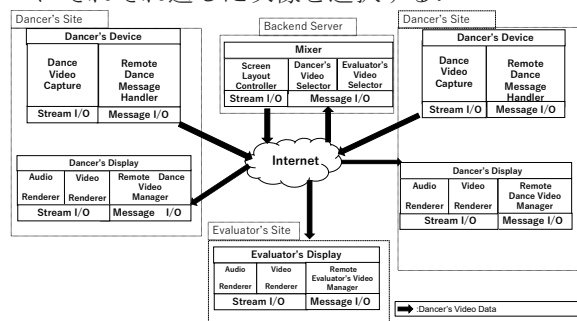 Dancer's Site
Dancer's Device
Dance
Video
Capture
Remote
Dance
Message
Handler
Stream I/O
Message I/O
Dancer's Display
Audio
Renderer
Video
Renderer
Remote Dance
Video
Manager
Stream I/O
Message I/O
Backend Server
Mixer
Screen
Layout
Controller
Dancer's
Video
Selector
Evaluator's
Video
Selector
Stream I/O
Message I/O
Internet
Evaluator's Site
Evaluator's Display
Audio
Renderer
Video
Renderer
Remote
Evaluator's Video
Manager
Stream I/O
Message I/O
Dancer's Site
Dancer's Device
Dance
Video
Capture
Remote
Dance
Message
Handler
Stream I/O
Message I/O
Dancer's Display
Audio
Renderer
Video
Renderer
Remote
Dance Video
Manager
Stream I/O
Message I/O
:Dancer's Video Data